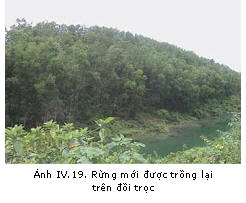 Ảnh IV.19. Rừng mới được trồng lại
trên đồi trọc